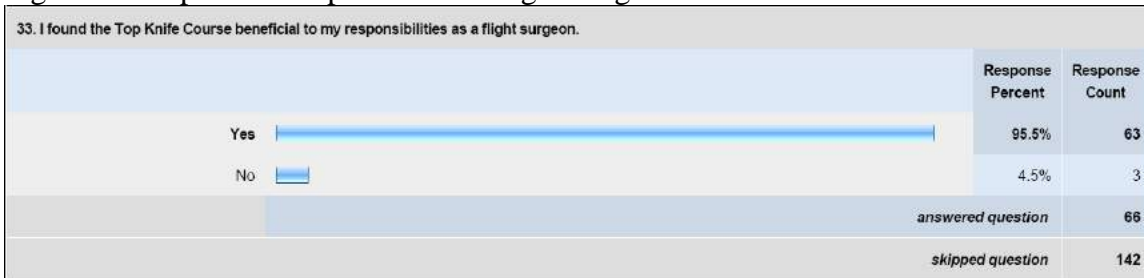 33. I found the Top Knife Course beneficial to my responsibilities as a flight surgeon.
Response Percent Response Count
Yes 95.5% 63
No 4.5% 3
answered question 66
skipped question 142